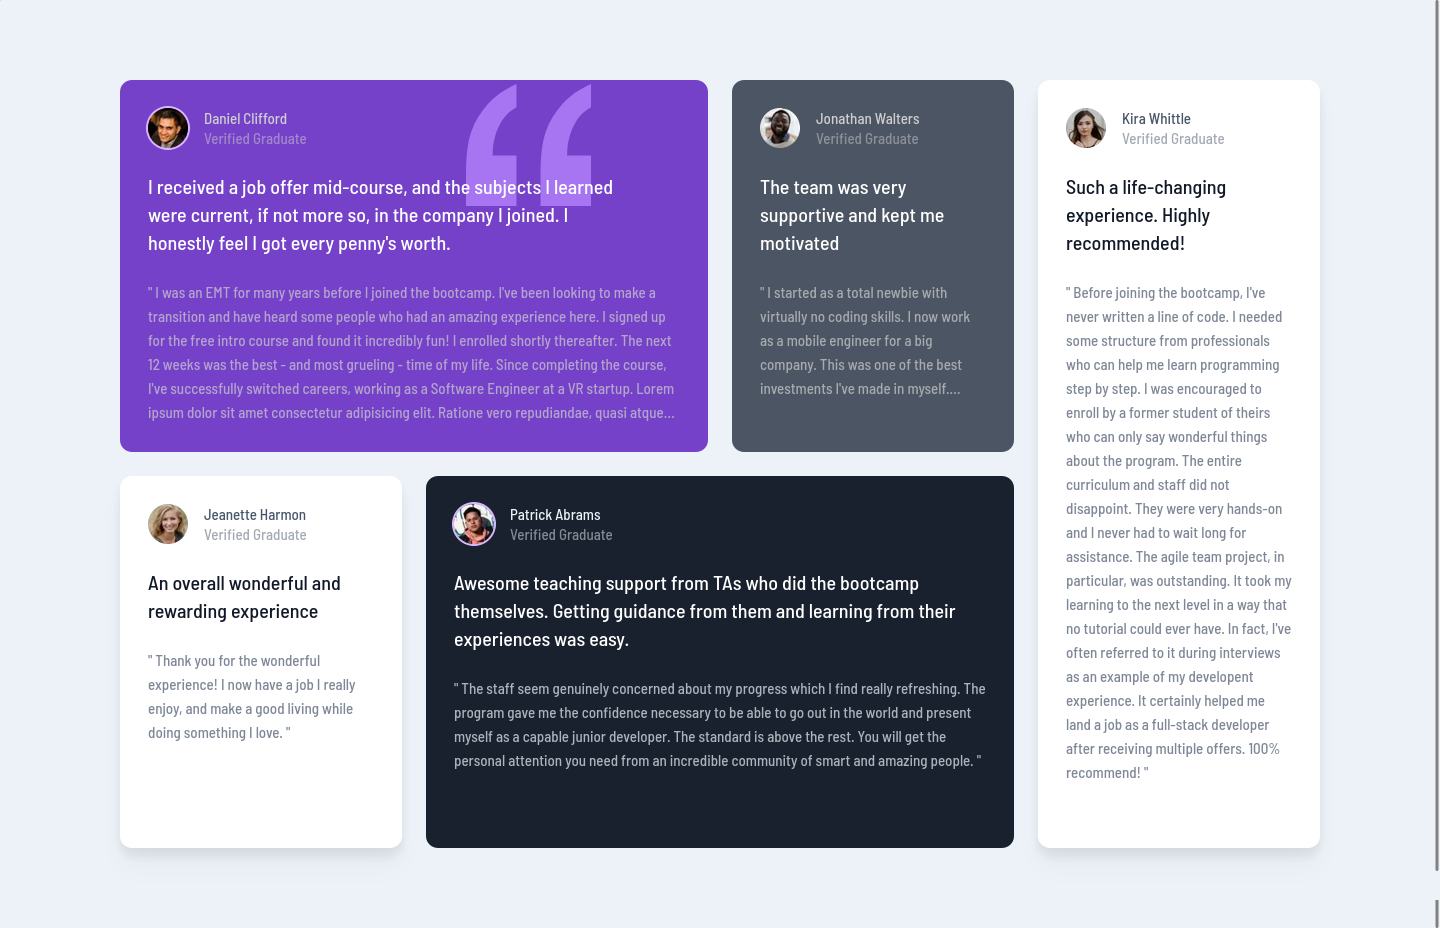 Daniel Clifford
Verified Graduate
I received a job offer mid-course, and the subjects I learned
were current, if not more so, in the company I joined. I
honestly feel I got every penny's worth.
" I was an EMT for many years before I joined the bootcamp. I've been looking to make a
transition and have heard some people who had an amazing experience here. I signed up
for the free intro course and found it incredibly fun! I enrolled shortly thereafter. The next
12 weeks was the best - and most grueling - time of my life. Since completing the course,
I've successfully switched careers, working as a Software Engineer at a VR startup. Lorem
ipsum dolor sit amet consectetur adipisicing elit. Ratione vero repudiandae, quasi atque...
Jonathan Walters
Verified Graduate
The team was very
supportive and kept me
motivated
" I started as a total newbie with
virtually no coding skills. I now work
as a mobile engineer for a big
company. This was one of the best
investments I've made in myself....
Kira Whittle
Verified Graduate
Such a life-changing
experience. Highly
recommended!
" Before joining the bootcamp, I've
never written a line of code. I needed
some structure from professionals
who can help me learn programming
step by step. I was encouraged to
enroll by a former student of theirs
who can only say wonderful things
about the program. The entire
curriculum and staff did not
disappoint. They were very hands-on
and I never had to wait long for
assistance. The agile team project, in
particular, was outstanding. It took my
learning to the next level in a way that
no tutorial could ever have. In fact, I've
often referred to it during interviews
as an example of my developent
experience. It certainly helped me
land a job as a full-stack developer
after receiving multiple offers. 100%
recommend! "
Jeanette Harmon
Verified Graduate
An overall wonderful and
rewarding experience
" Thank you for the wonderful
experience! I now have a job I really
enjoy, and make a good living while
doing something I love. "
Patrick Abrams
Verified Graduate
Awesome teaching support from TAs who did the bootcamp
themselves. Getting guidance from them and learning from their
experiences was easy.
" The staff seem genuinely concerned about my progress which I find really refreshing. The
program gave me the confidence necessary to be able to go out in the world and present
myself as a capable junior developer. The standard is above the rest. You will get the
personal attention you need from an incredible community of smart and amazing people. "